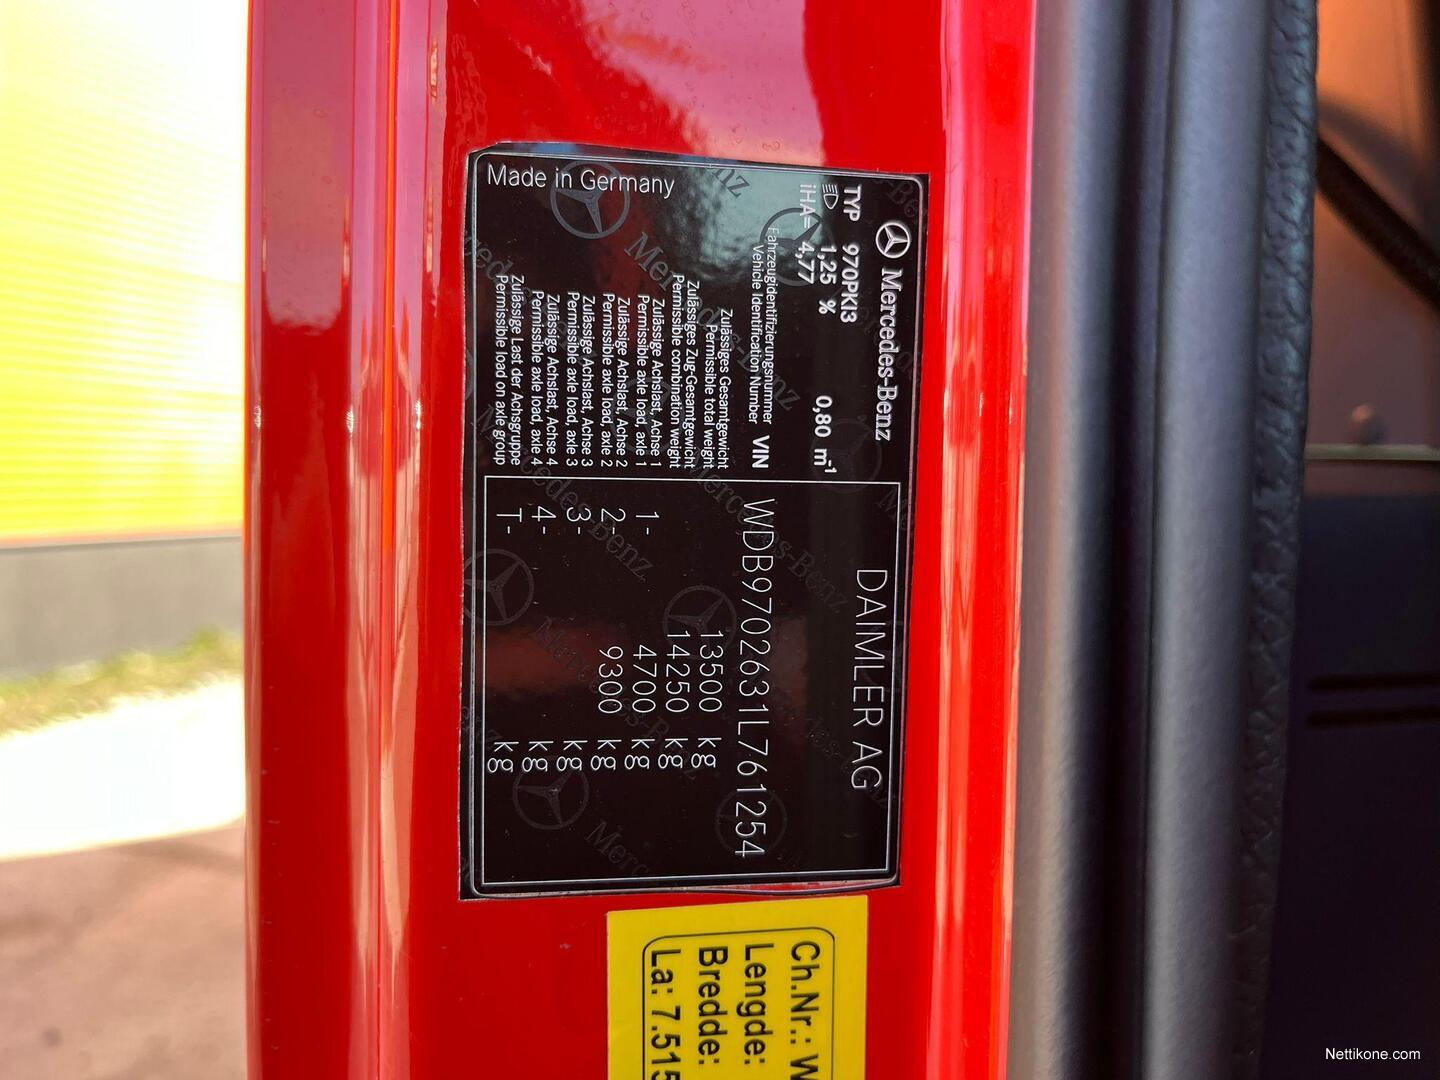 Mercedes-Benz
TYP 970PKI3
1,25 % 0,80 m⁻¹
iHA= 4,77
DAIMLER AG
Fahrzeugidentifizierungsnummer
Vehicle Identification Number VIN WDB9702631L761254
Zulässiges Gesamtgewicht
Permissible total weight 13500 kg
Zulässiges Zug-Gesamtgewicht
Permissible combination weight 14250 kg
Zulässige Achslast, Achse 1
Permissible axle load, axle 1 1- 4700 kg
Zulässige Achslast, Achse 2
Permissible axle load, axle 2 2- 9300 kg
Zulässige Achslast, Achse 3
Permissible axle load, axle 3 3- kg
Zulässige Achslast, Achse 4
Permissible axle load, axle 4 4- kg
Zulässige Last der Achsgruppe
Permissible load on axle group T- kg
Made in Germany
Ch.Nr.: W
Lengde:
Bredde:
La: 7.515
Nettikone.com